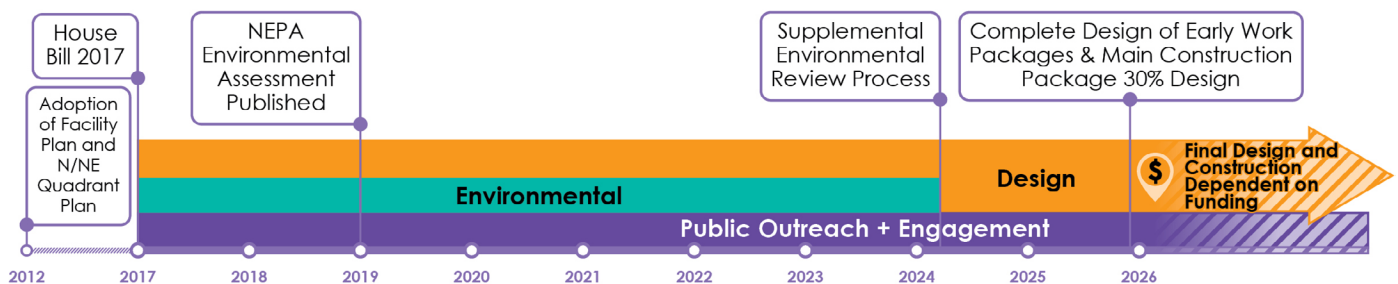 House
Bill 2017
Adoption
of Facility
Plan and
N/NE
Quadrant
Plan
NEPA
Environmental
Assessment
Published
Supplemental
Environmental
Review Process
Complete Design of Early Work
Packages & Main Construction
Package 30% Design
Environmental
Design
$
Final Design and
Construction
Dependent on
Funding
Public Outreach + Engagement
2012
2017
2018
2019
2020
2021
2022
2023
2024
2025
2026